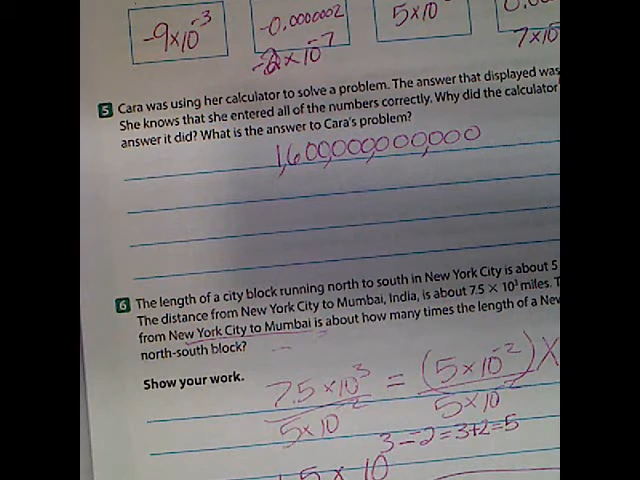 -9×10⁻³
-0.0000002
-2×10⁻⁷
5×10
7×10
5 Cara was using her calculator to solve a problem. The answer that displayed was
She knows that she entered all of the numbers correctly. Why did the calculator
answer it did? What is the answer to Cara's problem?
1,600,000,000,000
6 The length of a city block running north to south in New York City is about 5
The distance from New York City to Mumbai, India, is about 7.5 × 10³ miles.
from New York City to Mumbai is about how many times the length of a New
north-south block?
Show your work.
7.5×10³ = (5×10⁻²) X
5×10⁻² 5×10⁻²
3-⁻2=3+2=5
.5 × 10